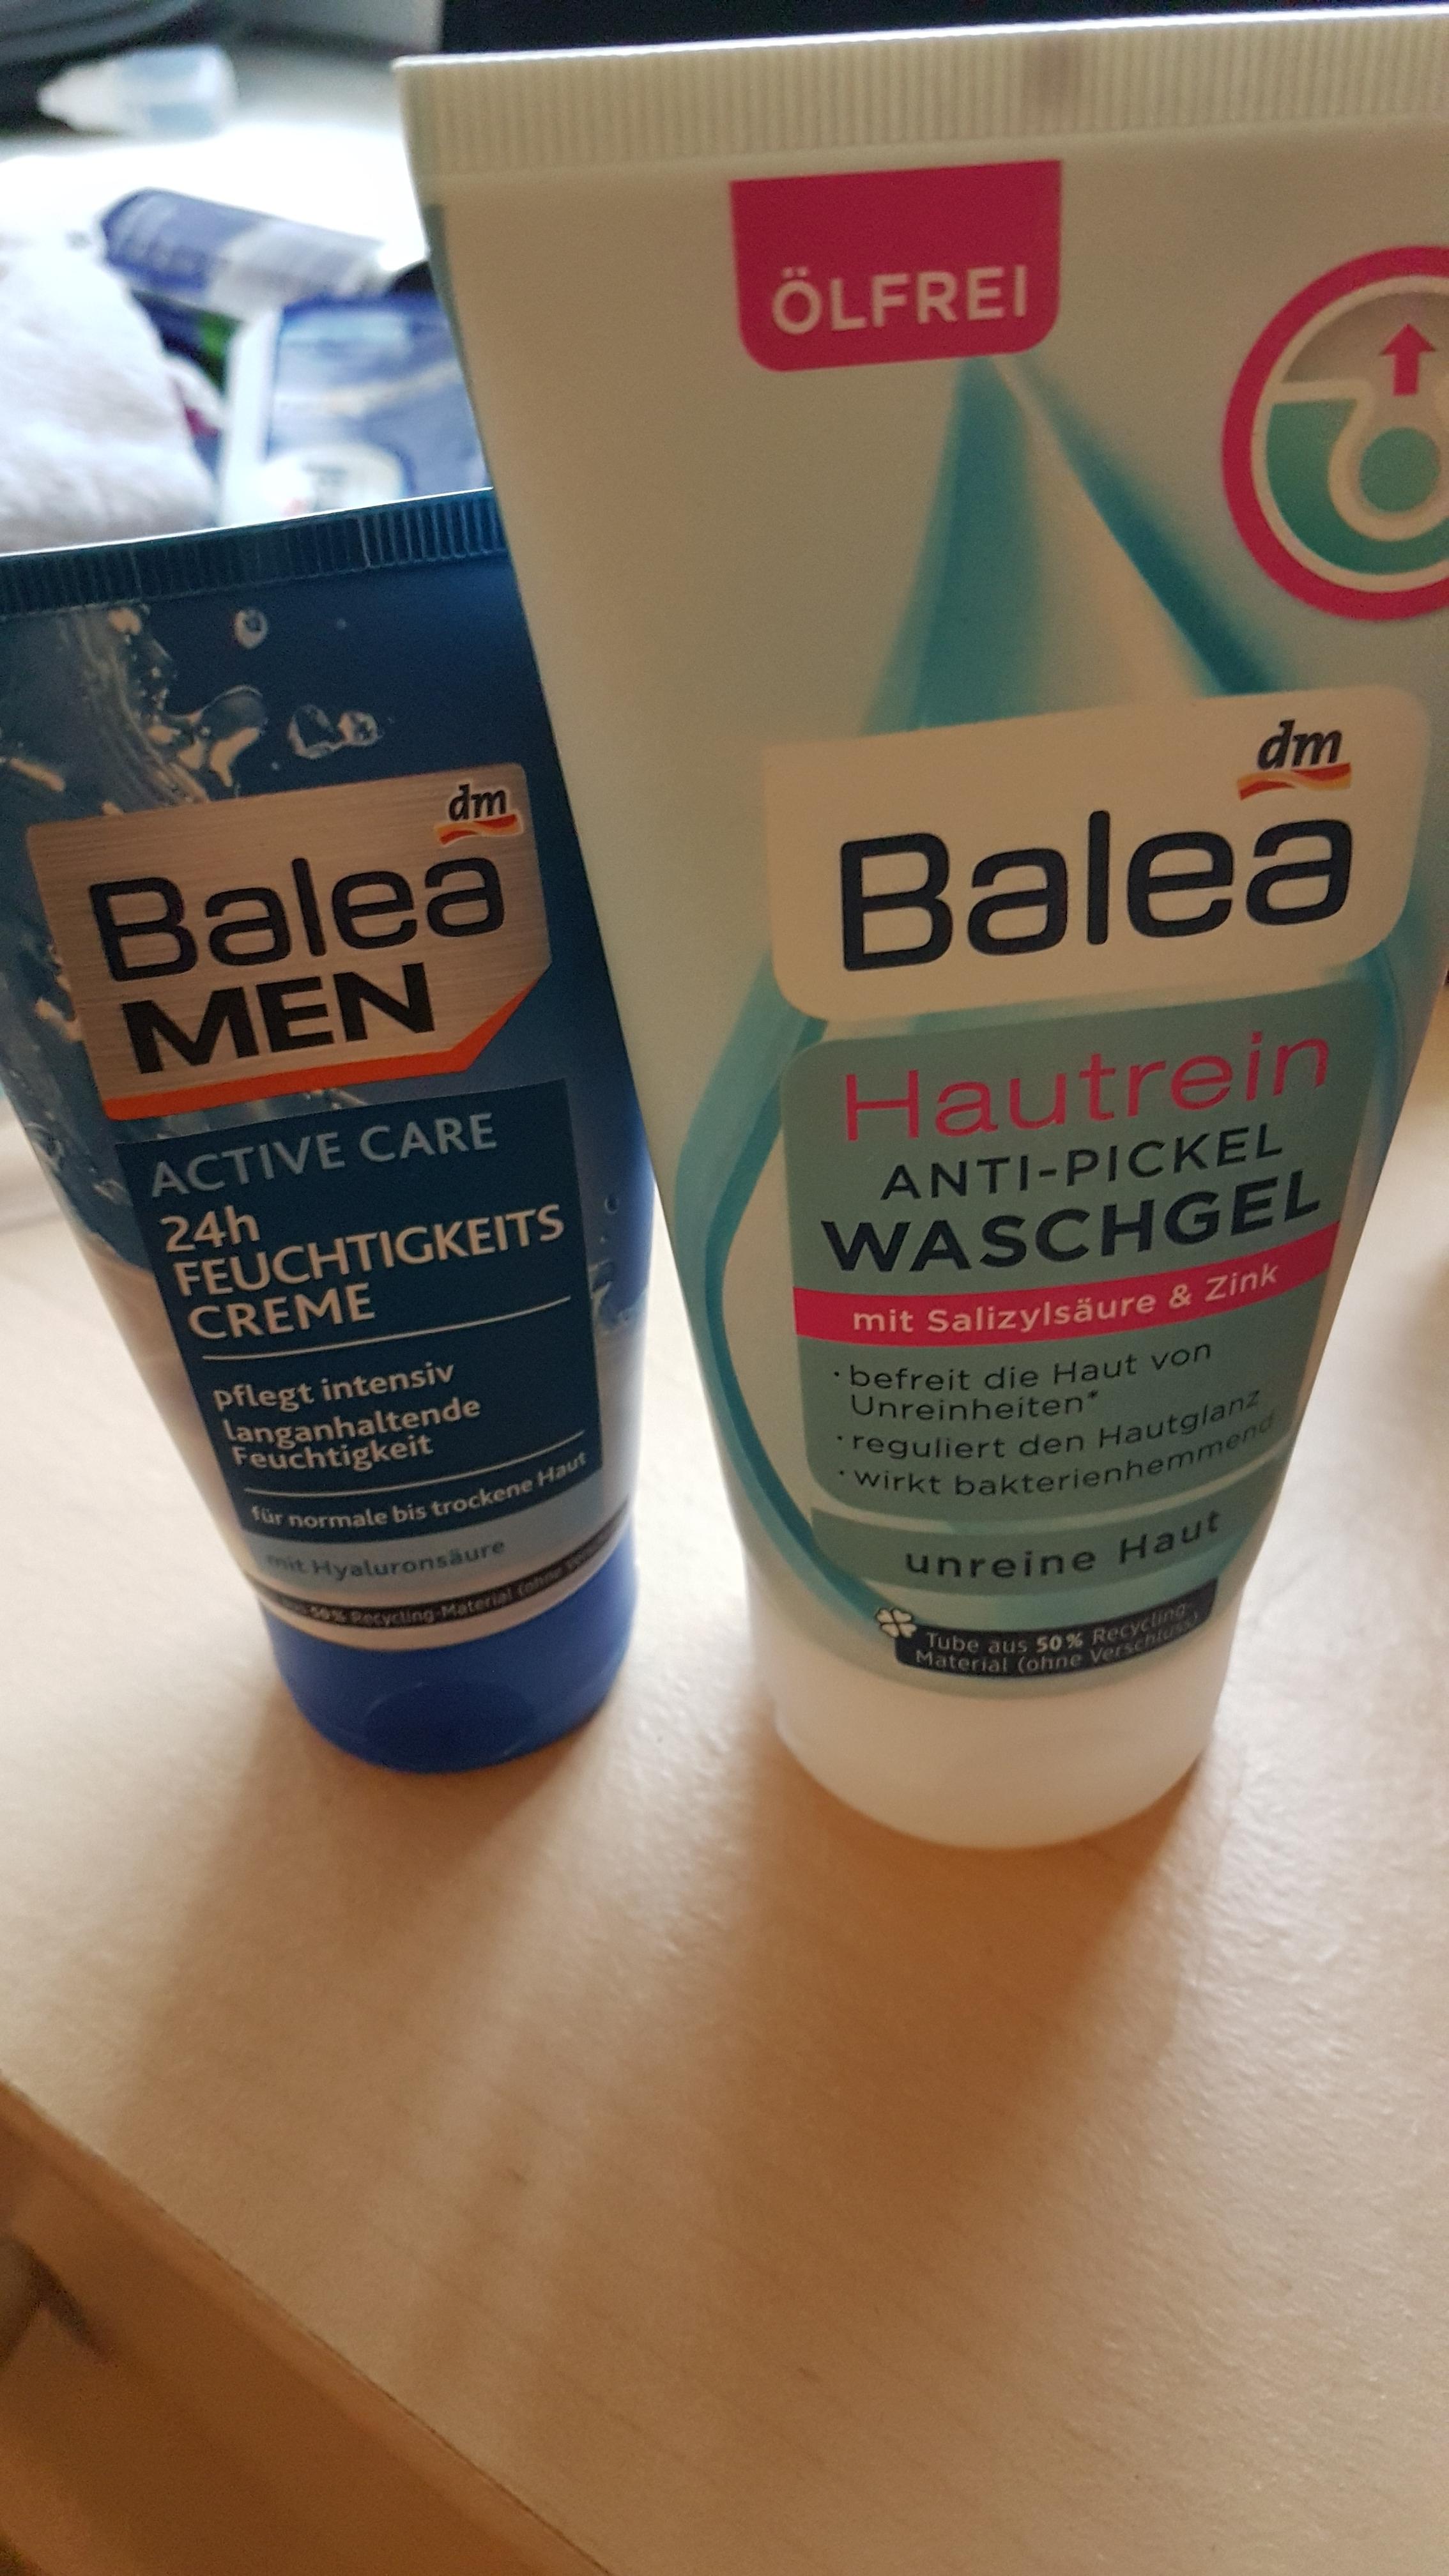 dm
Balea
MEN
ACTIVE CARE
24h
FEUCHTIGKEITS
CREME
pflegt intensiv
langanhaltende
Feuchtigkeit
für normale bis trockene Haut
mit Hyaluronsäure
aus 50% Recycling-Material (ohne
ÖLFREI
dm
Balea
Hautrein
ANTI-PICKEL
WASCHGEL
mit Salizylsäure & Zink
· befreit die Haut von
Unreinheiten*
· reguliert den Hautglanz
· wirkt bakterienhemmend
unreine Haut
Tube aus 50% Recycling-
Material (ohne Verschluss)